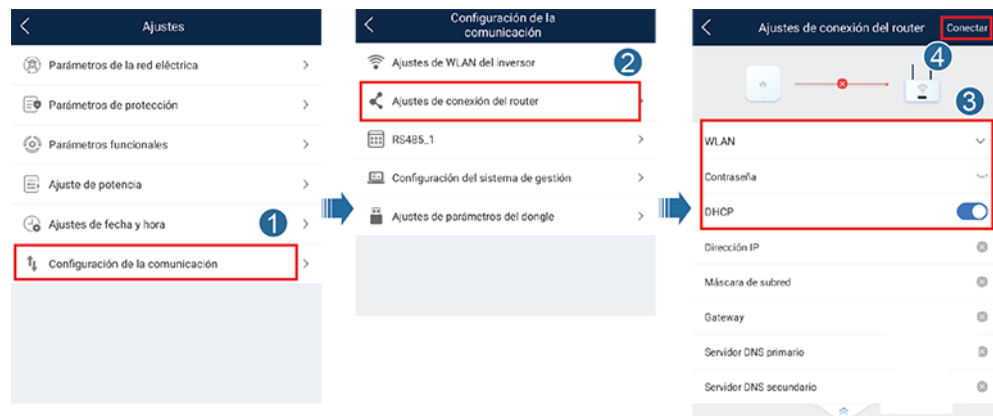 Ajustes
Parámetros de la red eléctrica
Parámetros de protección
Parámetros funcionales
Ajuste de potencia
Ajustes de fecha y hora
1
Configuración de la comunicación
Configuración de la
comunicación
Ajustes de WLAN del inversor
2
Ajustes de conexión del router
RS485_1
Configuración del sistema de gestión
Ajustes de parámetros del dongle
Ajustes de conexión del router
Conectar
4
3
WLAN
Contraseña
DHCP
Dirección IP
Máscara de subred
Gateway
Servidor DNS primario
Servidor DNS secundario